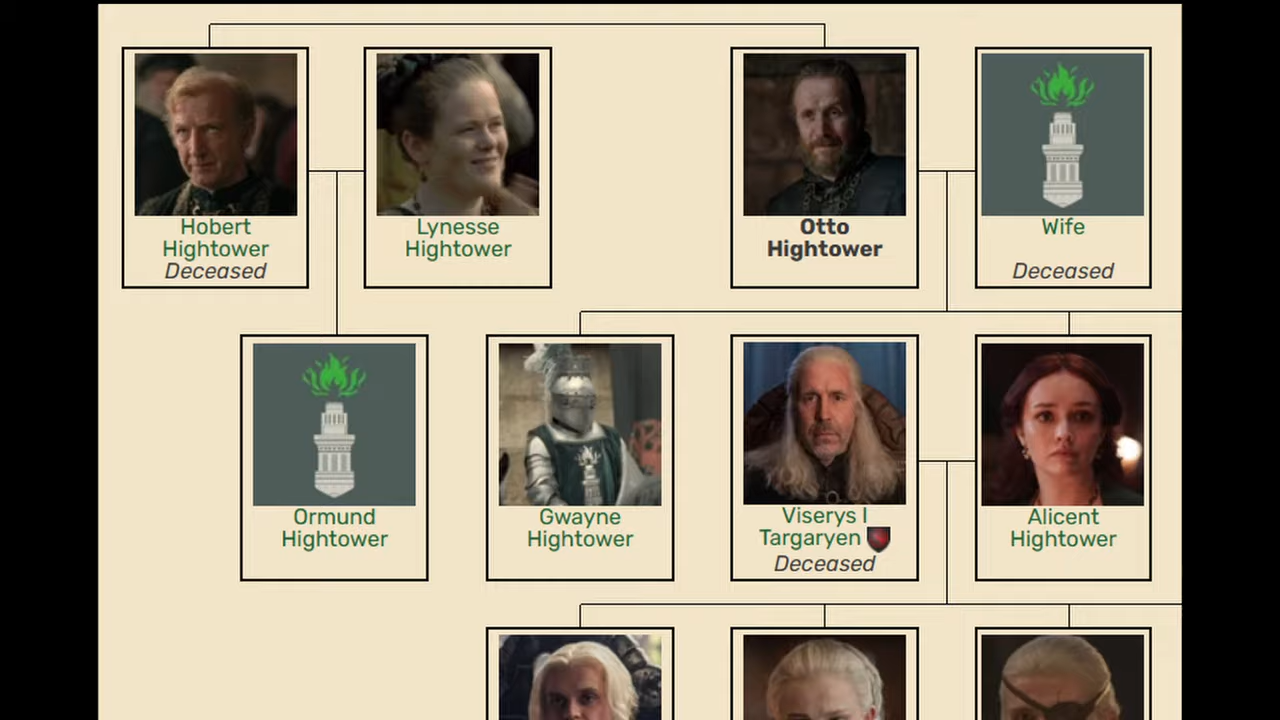 Hobert
Hightower
Deceased
Lynesse
Hightower
Otto
Hightower
Wife
Deceased
Ormund
Hightower
Gwayne
Hightower
Viserys I
Targaryen
Deceased
Alicent
Hightower